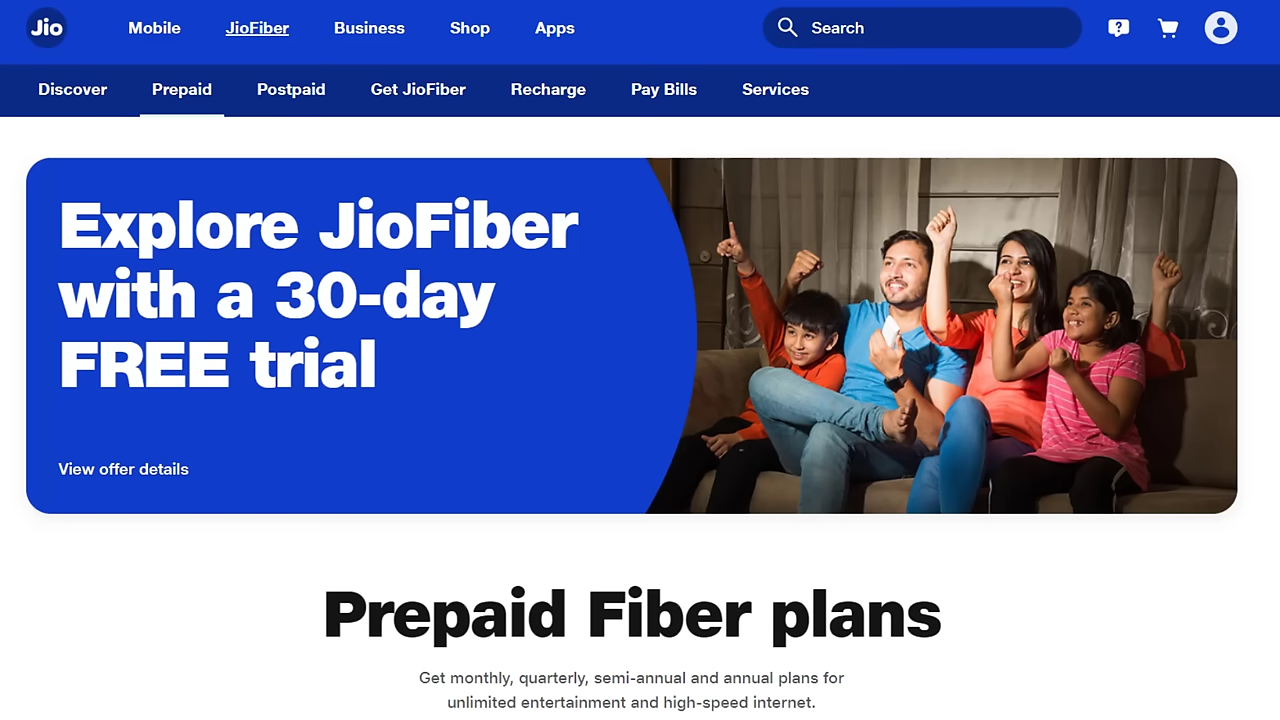 Jio
Mobile JioFiber Business Shop Apps Search
Discover Prepaid Postpaid Get JioFiber Recharge Pay Bills Services
Explore JioFiber
with a 30-day
FREE trial
View offer details
Prepaid Fiber plans
Get monthly, quarterly, semi-annual and annual plans for
unlimited entertainment and high-speed internet.